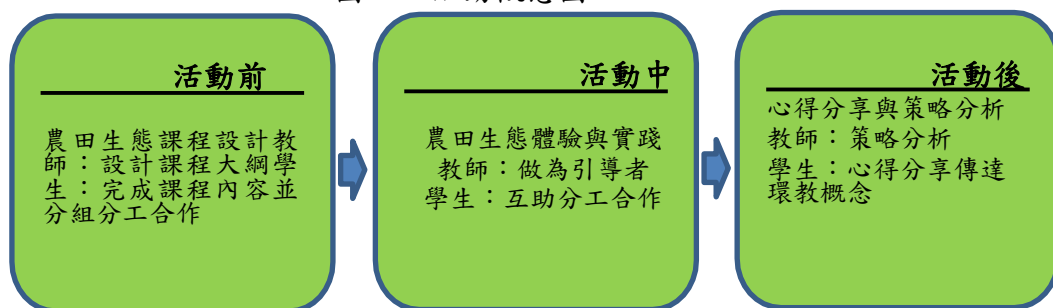 活動前
農田生態課程設計教
師：設計課程大綱學
生：完成課程內容並
分組分工合作
活動中
農田生態體驗與實踐
教師：做為引導者
學生：互助分工合作
活動後
心得分享與策略分析
教師：策略分析
學生：心得分享傳達
環教概念